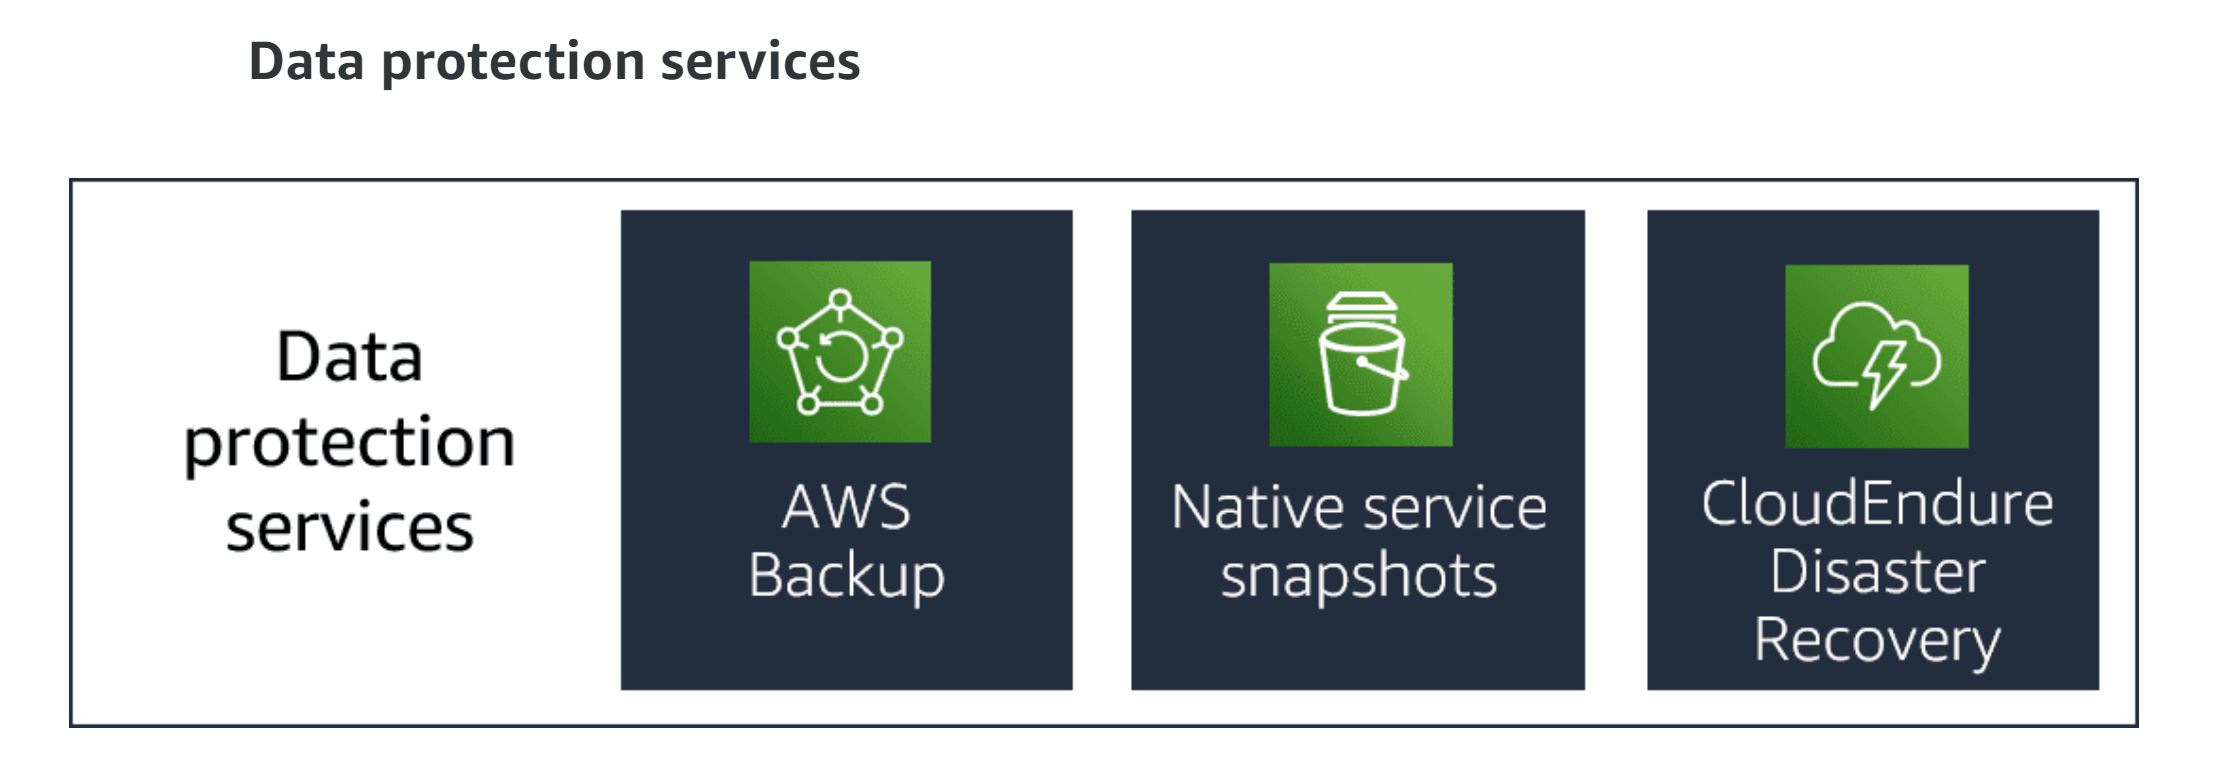 Data protection services
Data
protection
services
AWS
Backup
Native service
snapshots
CloudEndure
Disaster
Recovery